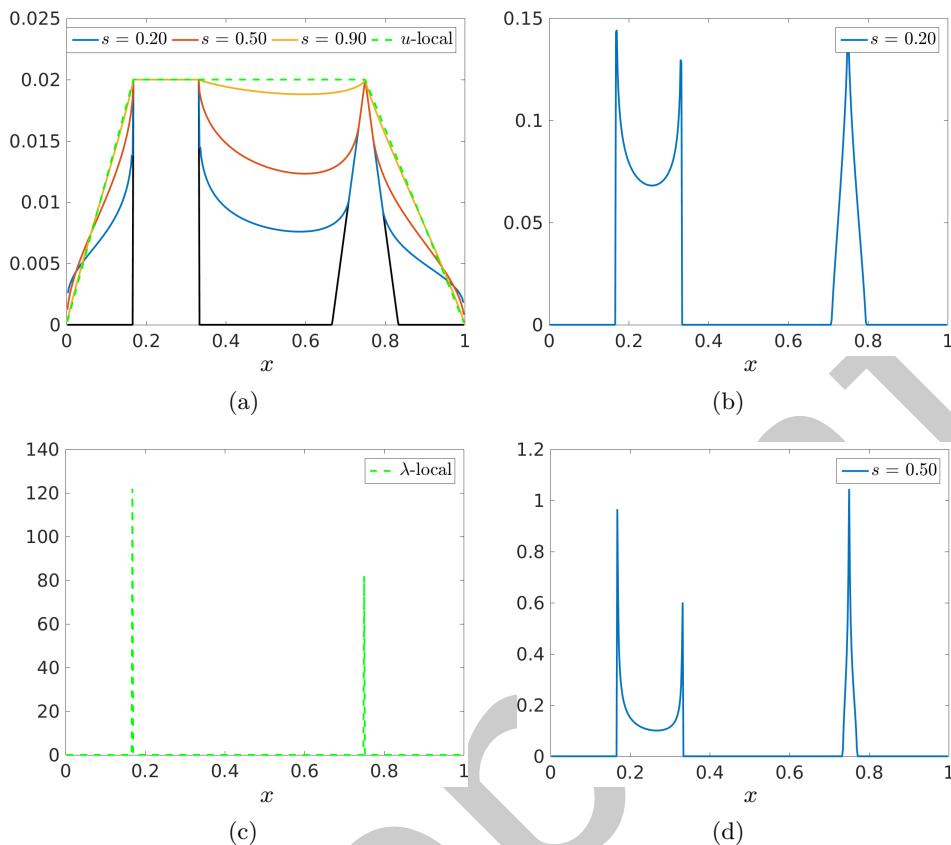 0.025
0.02
0.015
0.01
0.005
0
s = 0.20 s = 0.50 s = 0.90 u-local
0 0.2 0.4 0.6 0.8 1
x
(a)
0.15
0.1
0.05
0
s = 0.20
0 0.2 0.4 0.6 0.8 1
x
(b)
140
120
100
80
60
40
20
0
λ-local
0 0.2 0.4 0.6 0.8 1
x
(c)
1.2
1
0.8
0.6
0.4
0.2
0
s = 0.50
0 0.2 0.4 0.6 0.8 1
x
(d)